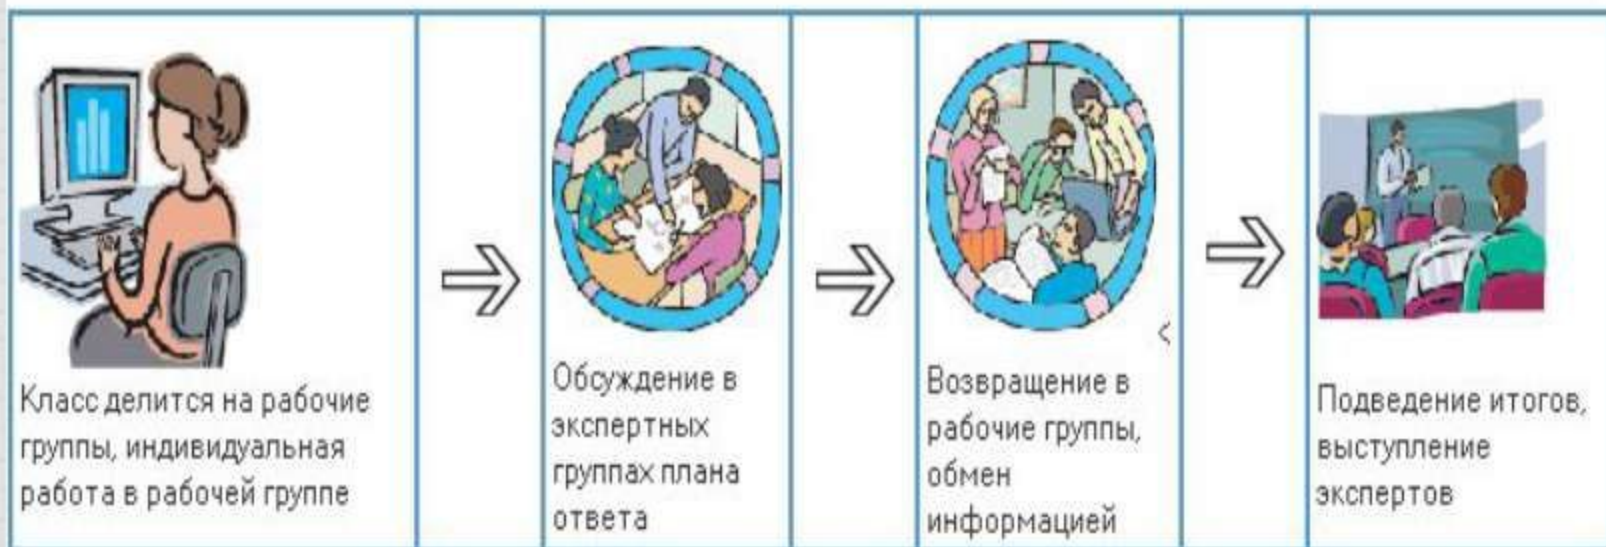 Класс делится на рабочие
группы, индивидуальная
работа в рабочей группе
Обсуждение в
экспертных
группах плана
ответа
Возвращение в
рабочие группы,
обмен
информацией
Подведение итогов,
выступление
экспертов